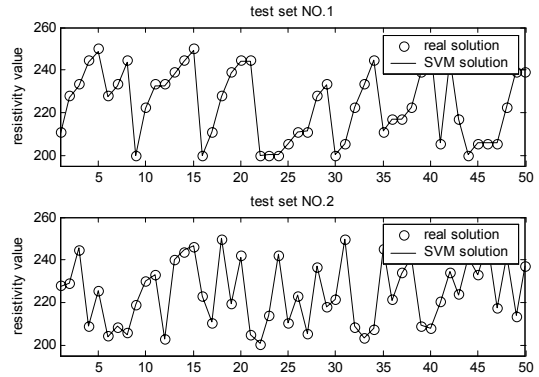 test set NO.1
resistivity value
260
240
220
200
real solution
SVM solution
5 10 15 20 25 30 35 40 45 50
test set NO.2
resistivity value
260
240
220
200
real solution
SVM solution
5 10 15 20 25 30 35 40 45 50